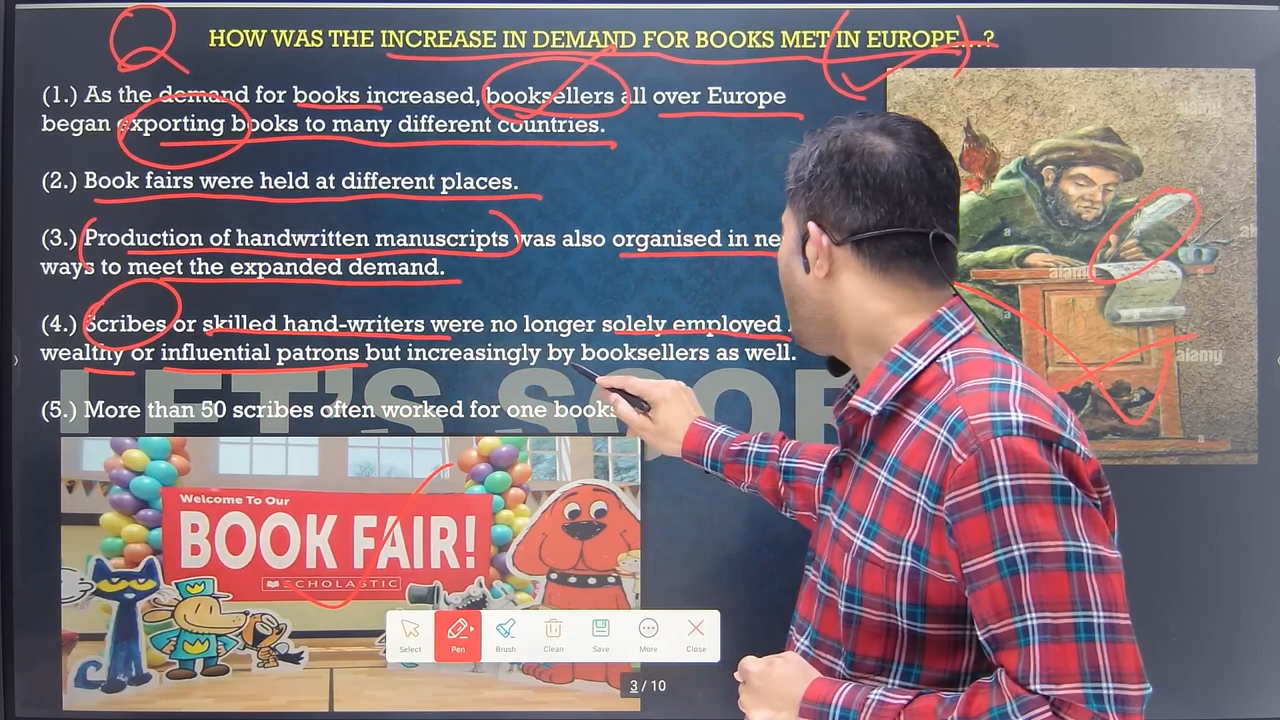 HOW WAS THE INCREASE IN DEMAND FOR BOOKS MET IN EUROPE...?
(1.) As the demand for books increased, booksellers all over Europe
began exporting books to many different countries.
(2.) Book fairs were held at different places.
(3.) Production of handwritten manuscripts was also organised in
ways to meet the expanded demand.
(4.) Scribes or skilled hand-writers were no longer solely employed
wealthy or influential patrons but increasingly by booksellers as well.
LET'S
(5.) More than 50 scribes often worked for one
Welcome To Our
BOOK FAIR!
SCHOLASTIC
alamy
alamy
alamy
Select
Pen
Brush
Clean
Save
More
Close
3 / 10